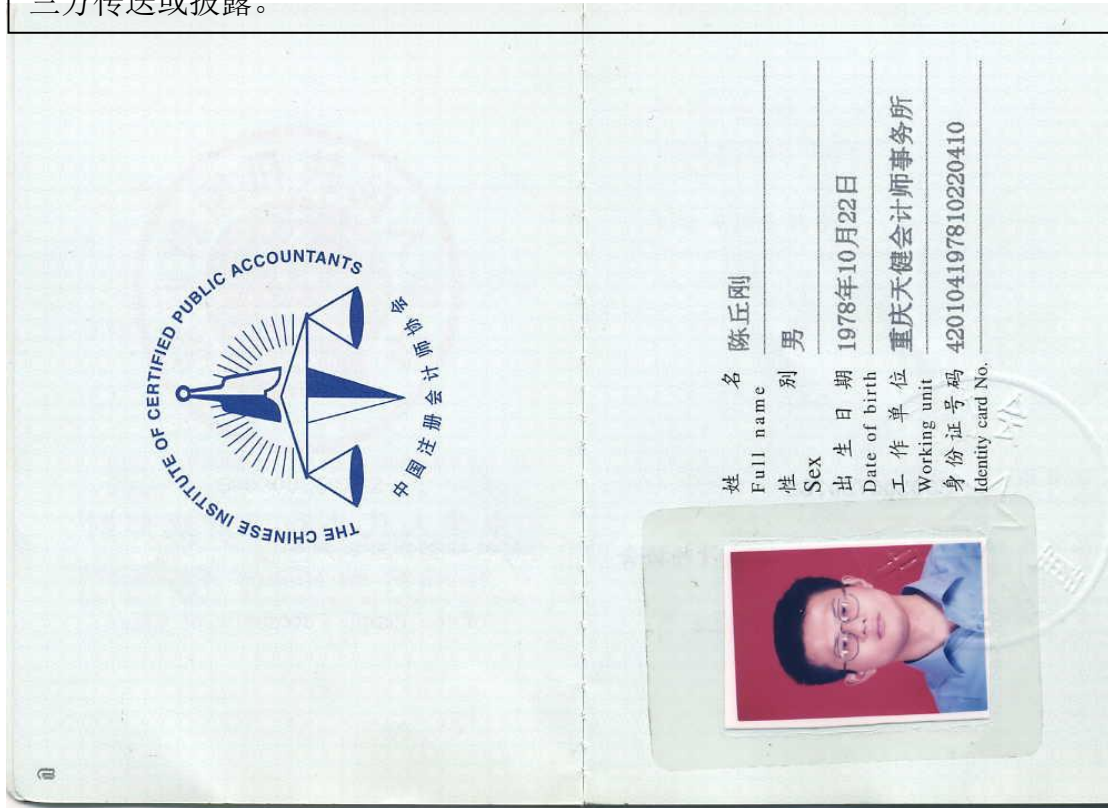 三方传送或披露。
THE CHINESE INSTITUTE OF CERTIFIED PUBLIC ACCOUNTANTS
中国注册会计师协会
姓 名 陈丘刚
Full name
性 别 男
Sex
出 生 日 期 1978年10月22日
Date of birth
工 作 单 位 重庆天健会计师事务所
Working unit
身 份 证 号 码 420104197810220410
Identity card No.